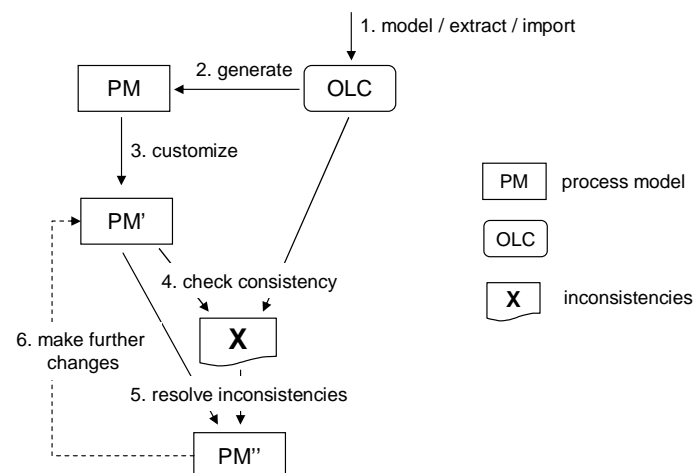 1. model / extract / import
2. generate
PM
OLC
3. customize
PM'
4. check consistency
X
6. make further
changes
5. resolve inconsistencies
PM''
PM
process model
OLC
X
inconsistencies